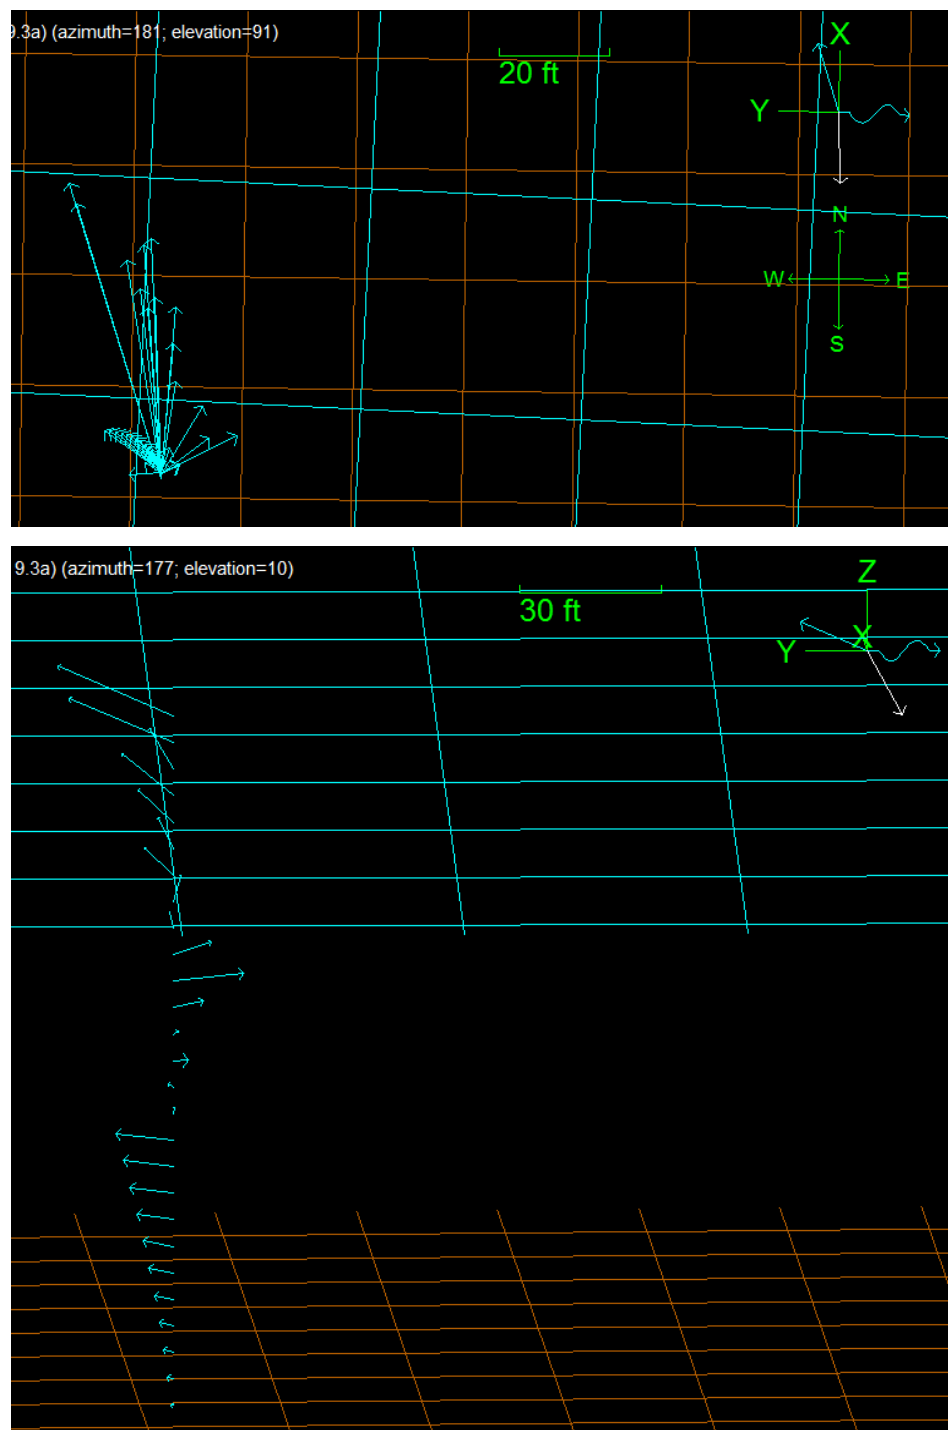 9.3a) (azimuth=181; elevation=91)
X
20 ft
Y
N
W E
S
9.3a) (azimuth=177; elevation=10)
Z
30 ft
X
Y